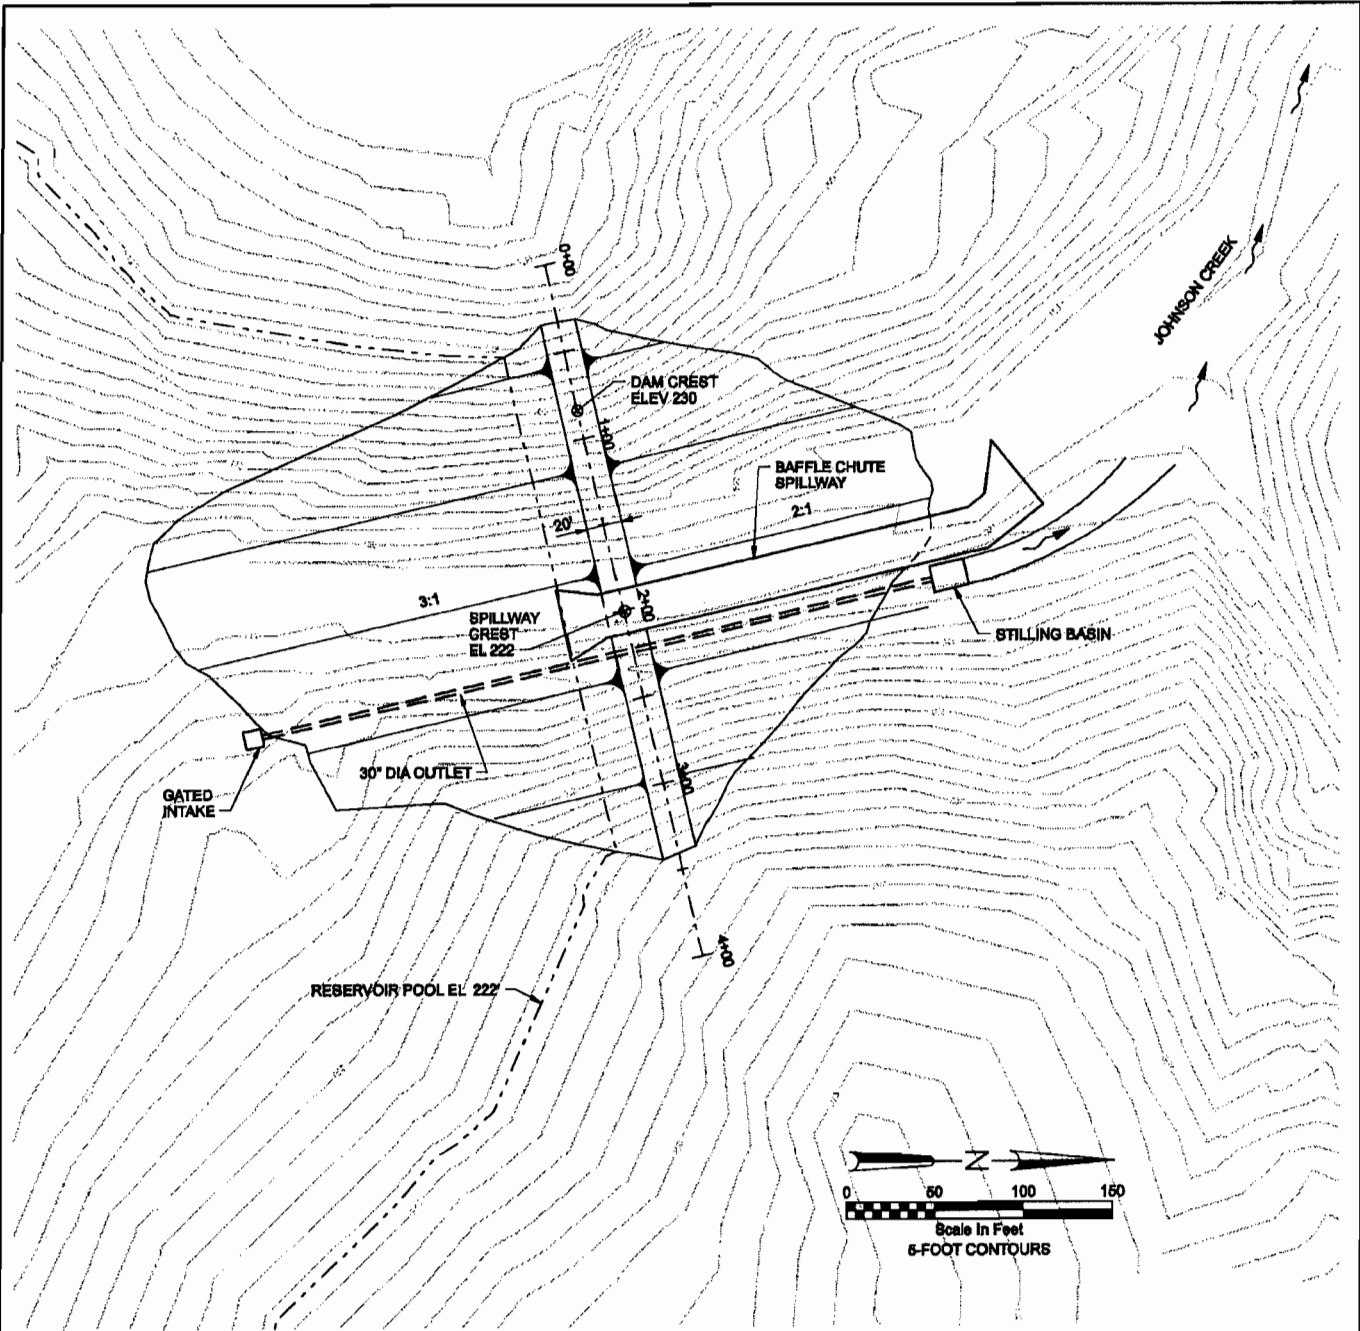 0+00
JOHNSON CREEK
DAM CREST
ELEV 230
1+00
BAFFLE CHUTE
SPILLWAY
2:1
20'
3:1
2+00
SPILLWAY
CREST
EL 222
STILLING BASIN
30" DIA OUTLET
3+00
GATED
INTAKE
4+00
RESERVOIR POOL EL 222'
N
0 50 100 150
Scale In Feet
5-FOOT CONTOURS